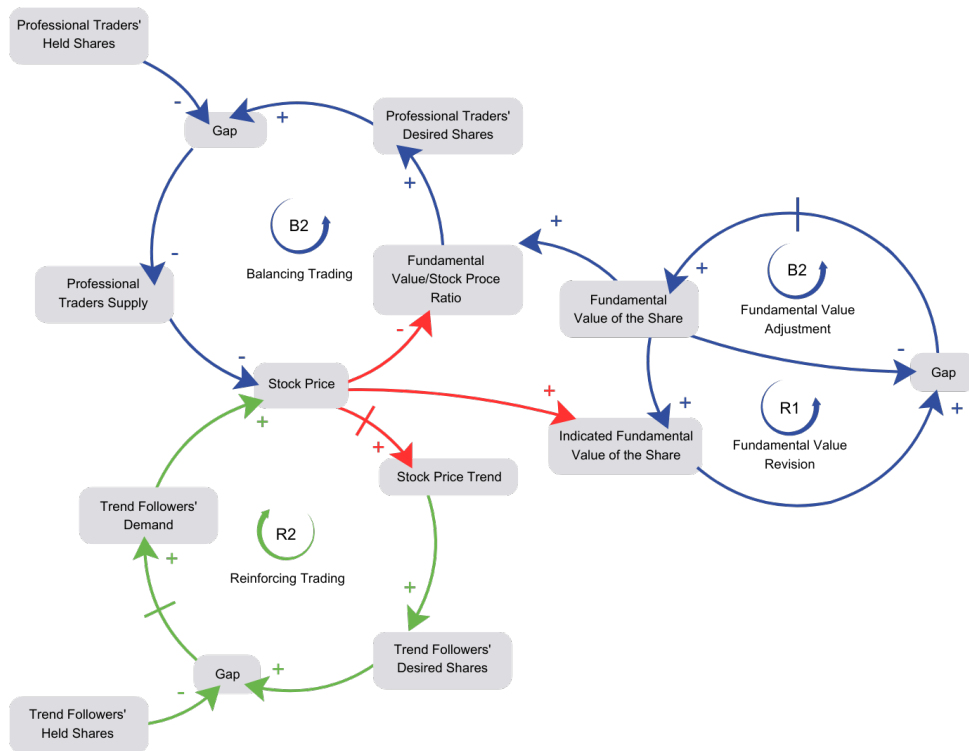 Professional Traders'
Held Shares
-
+
Gap
Professional Traders'
Desired Shares
+
B2
Balancing Trading
-
Professional
Traders Supply
Fundamental
Value/Stock Proce
Ratio
+
-
-
Stock Price
+
Fundamental
Value of the Share
+
B2
Fundamental Value
Adjustment
-
Gap
+
+
R1
Fundamental Value
Revision
+
Indicated Fundamental
Value of the Share
+
Stock Price Trend
Trend Followers'
Demand
+
R2
Reinforcing Trading
+
Trend Followers'
Desired Shares
+
Gap
-
Trend Followers'
Held Shares